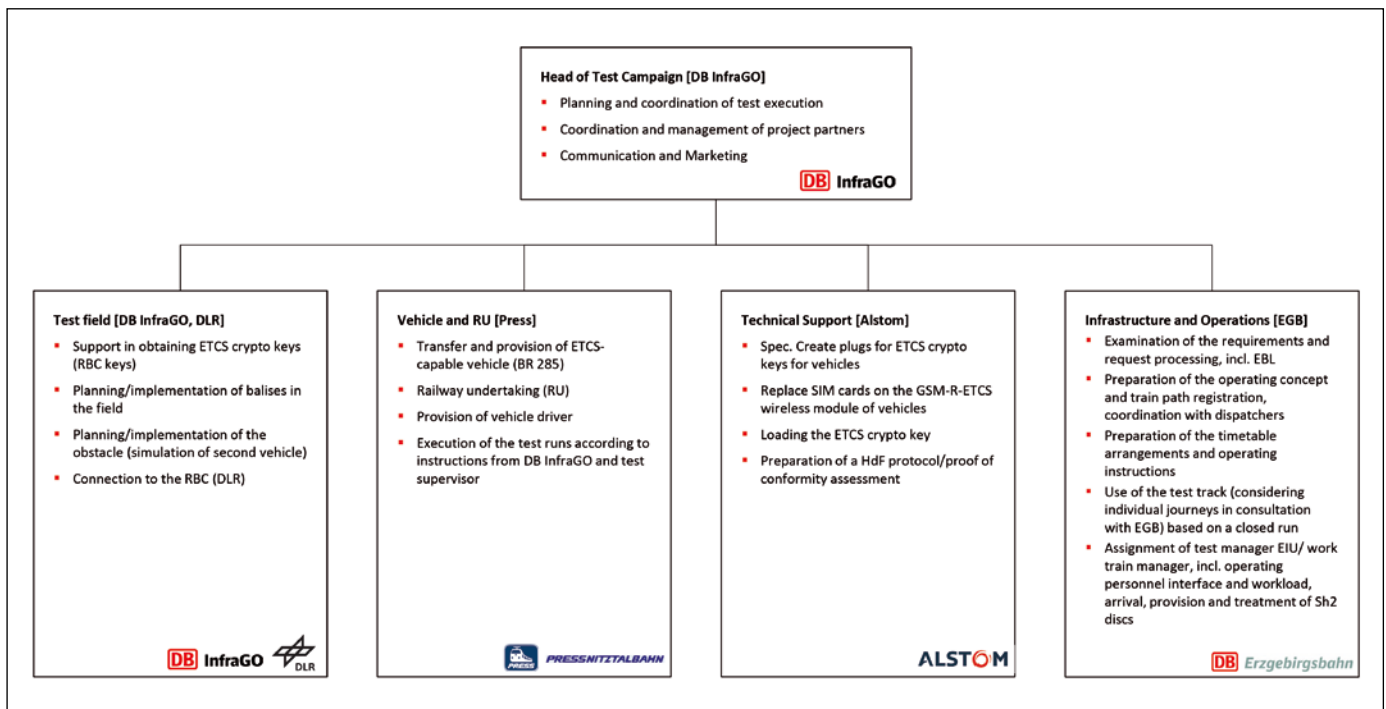 Head of Test Campaign [DB InfraGO]
▪ Planning and coordination of test execution
▪ Coordination and management of project partners
▪ Communication and Marketing
DB InfraGO
Test field [DB InfraGO, DLR]
▪ Support in obtaining ETCS crypto keys
(RBC keys)
▪ Planning/implementation of balises in
the field
▪ Planning/implementation of the
obstacle (simulation of second vehicle)
▪ Connection to the RBC (DLR)
DB InfraGO DLR
Vehicle and RU [Press]
▪ Transfer and provision of ETCS-
capable vehicle (BR 285)
▪ Railway undertaking (RU)
▪ Provision of vehicle driver
▪ Execution of the test runs according to
instructions from DB InfraGO and test
supervisor
PRESS PRESSNITZTALBAHN
Technical Support [Alstom]
▪ Spec. Create plugs for ETCS crypto
keys for vehicles
▪ Replace SIM cards on the GSM-R-ETCS
wireless module of vehicles
▪ Loading the ETCS crypto key
▪ Preparation of a HdF protocol/proof of
conformity assessment
ALSTOM
Infrastructure and Operations [EGB]
▪ Examination of the requirements and
request processing, incl. EBL
▪ Preparation of the operating concept
and train path registration,
coordination with dispatchers
▪ Preparation of the timetable
arrangements and operating
instructions
▪ Use of the test track (considering
individual journeys in consultation
with EGB) based on a closed run
▪ Assignment of test manager EIU/ work
train manager, incl. operating
personnel interface and workload,
arrival, provision and treatment of Sh2
discs
DB Erzgebirgsbahn